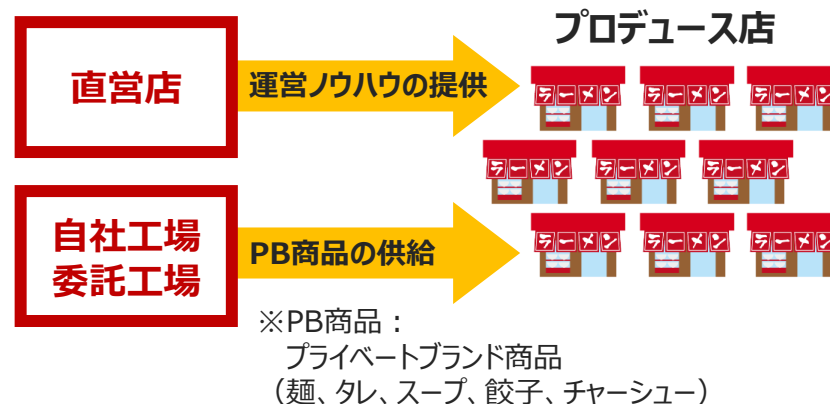 プロデュース店
直営店
運営ノウハウの提供
ラーメン
ラーメン
ラーメン
ラーメン
ラーメン
ラーメン
自社工場
委託工場
PB商品の供給
ラーメン
ラーメン
ラーメン
※PB商品：
プライベートブランド商品
（麺、タレ、スープ、餃子、チャーシュー）